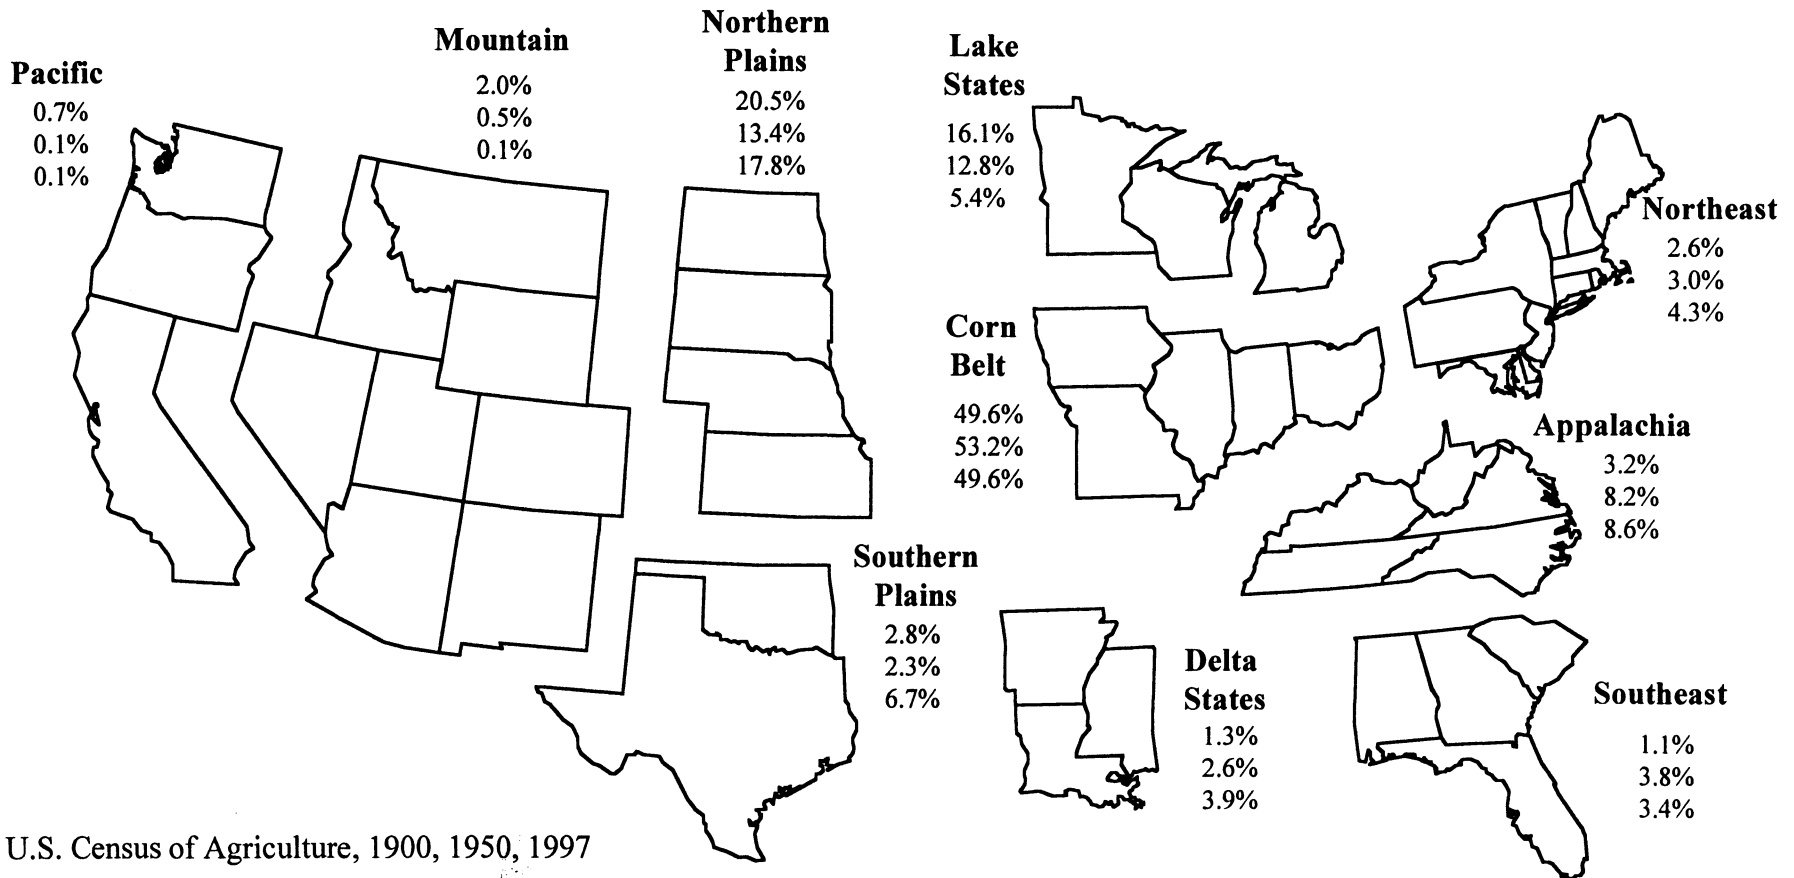 Pacific
0.7%
0.1%
0.1%
Mountain
2.0%
0.5%
0.1%
Northern
Plains
20.5%
13.4%
17.8%
Lake
States
16.1%
12.8%
5.4%
Northeast
2.6%
3.0%
4.3%
Corn
Belt
49.6%
53.2%
49.6%
Appalachia
3.2%
8.2%
8.6%
Southern
Plains
2.8%
2.3%
6.7%
Delta
States
1.3%
2.6%
3.9%
Southeast
1.1%
3.8%
3.4%
U.S. Census of Agriculture, 1900, 1950, 1997